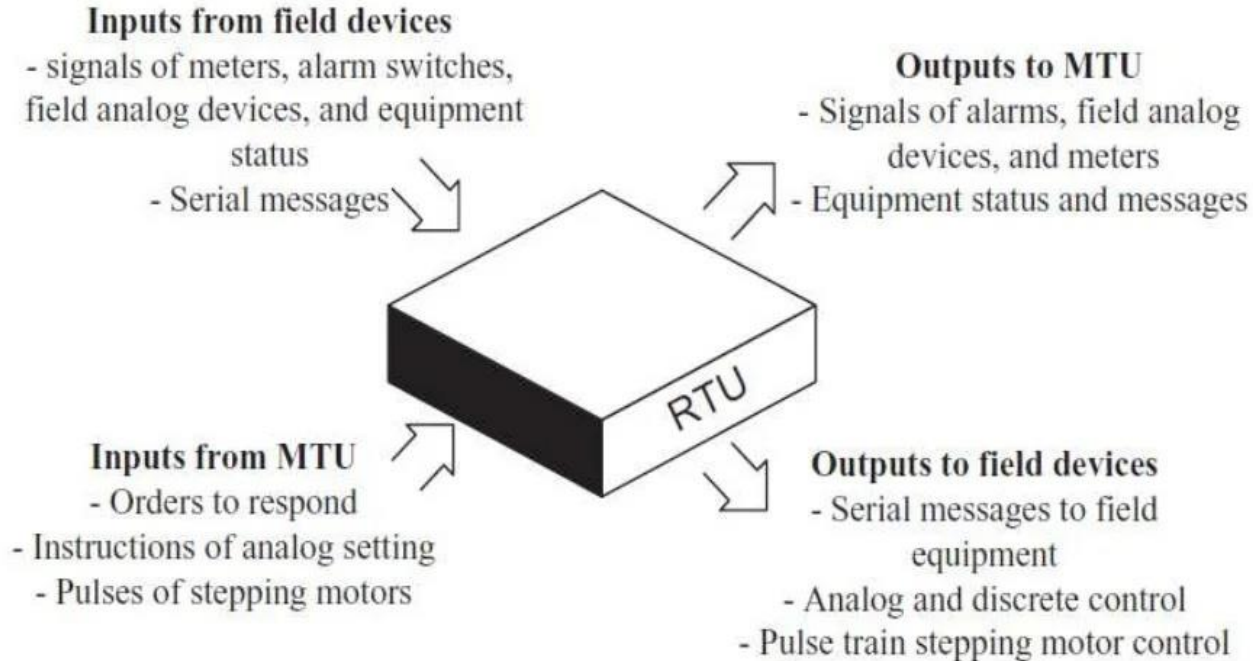 Inputs from field devices
- signals of meters, alarm switches,
field analog devices, and equipment
status
- Serial messages
Outputs to MTU
- Signals of alarms, field analog
devices, and meters
- Equipment status and messages
RTU
Inputs from MTU
- Orders to respond
- Instructions of analog setting
- Pulses of stepping motors
Outputs to field devices
- Serial messages to field
equipment
- Analog and discrete control
- Pulse train stepping motor control